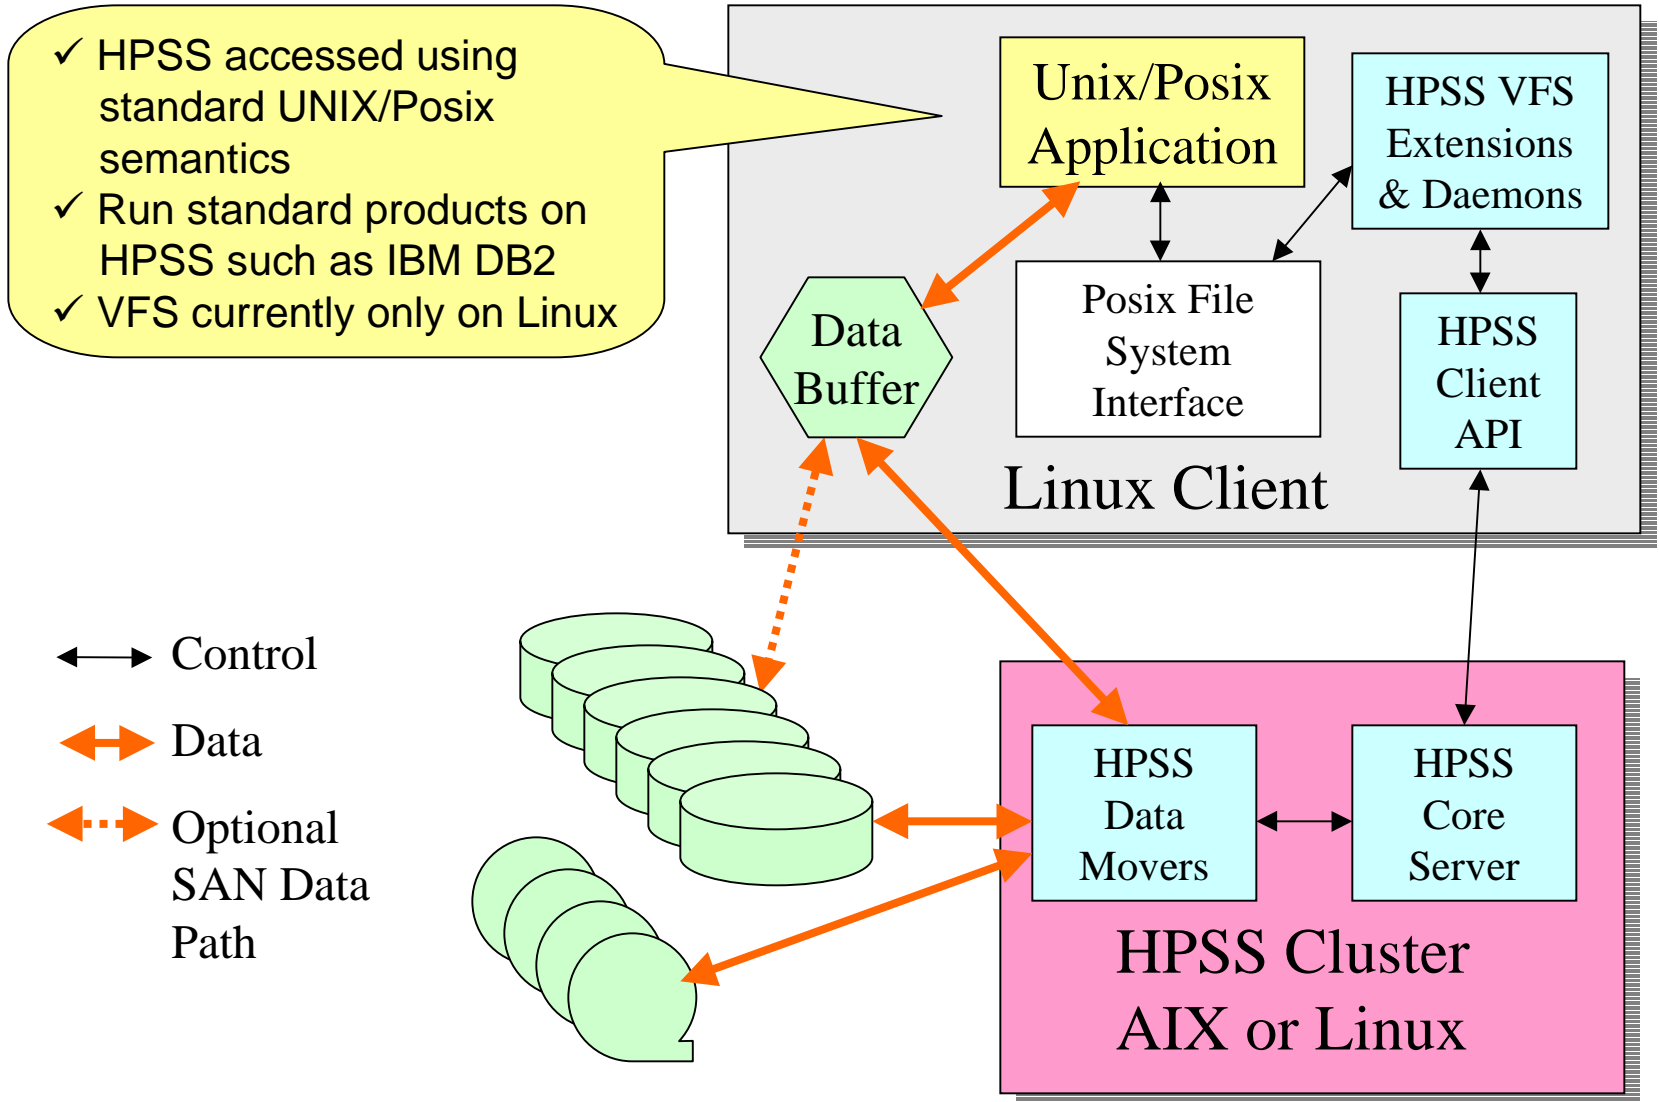 ✓ HPSS accessed using
standard UNIX/Posix
semantics
✓ Run standard products on
HPSS such as IBM DB2
✓ VFS currently only on Linux
Unix/Posix
Application
HPSS VFS
Extensions
& Daemons
Data
Buffer
Posix File
System
Interface
HPSS
Client
API
Linux Client
Control
Data
Optional
SAN Data
Path
HPSS
Data
Movers
HPSS
Core
Server
HPSS Cluster
AIX or Linux